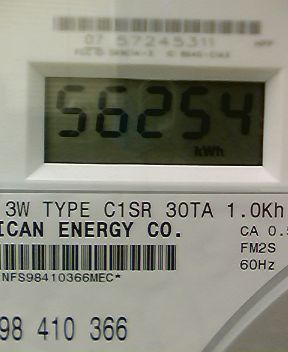 07 57245311
56254
kWh
3W TYPE C1SR 30TA 1.0Kh
ICAN ENERGY CO.
CA 0.5
FM2S
60Hz
NFS98410366MEC*
98 410 366